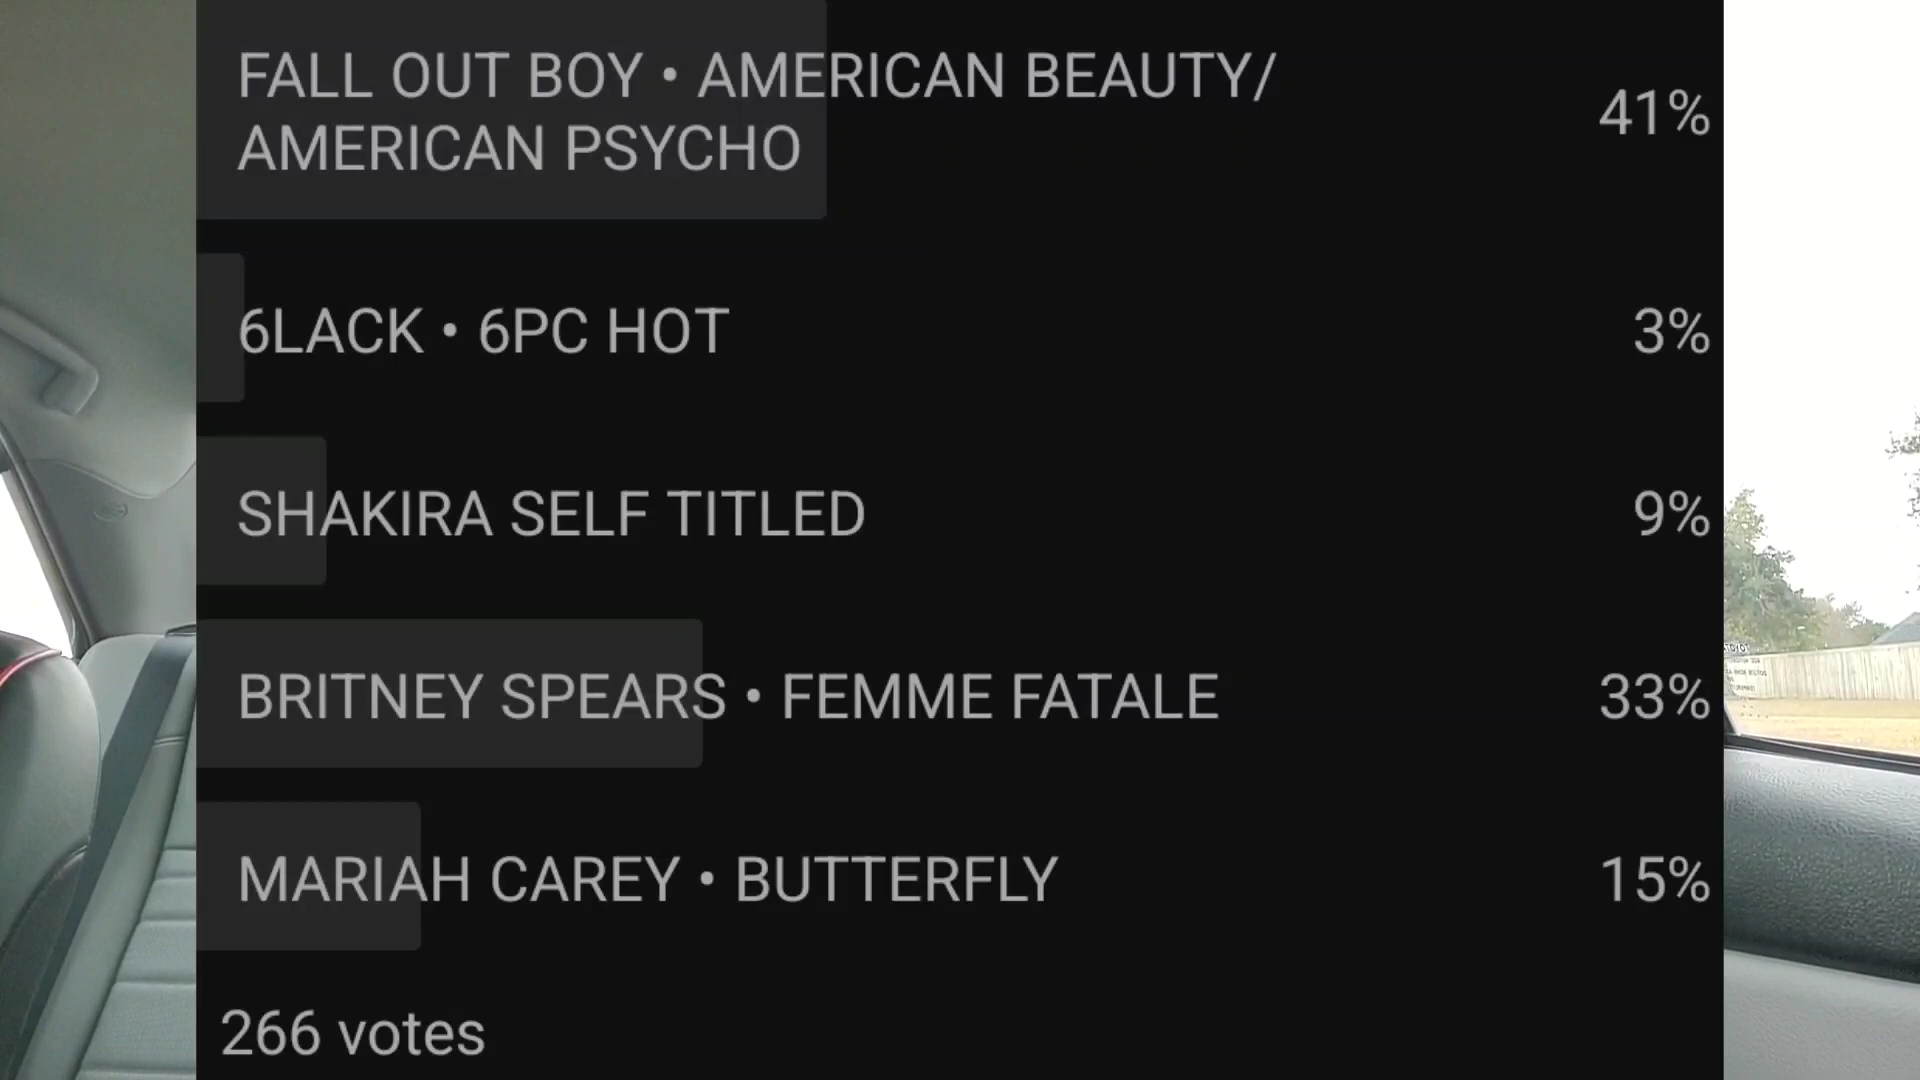 FALL OUT BOY • AMERICAN BEAUTY/
AMERICAN PSYCHO
41%
6LACK • 6PC HOT
3%
SHAKIRA SELF TITLED
9%
BRITNEY SPEARS • FEMME FATALE
33%
MARIAH CAREY • BUTTERFLY
15%
266 votes